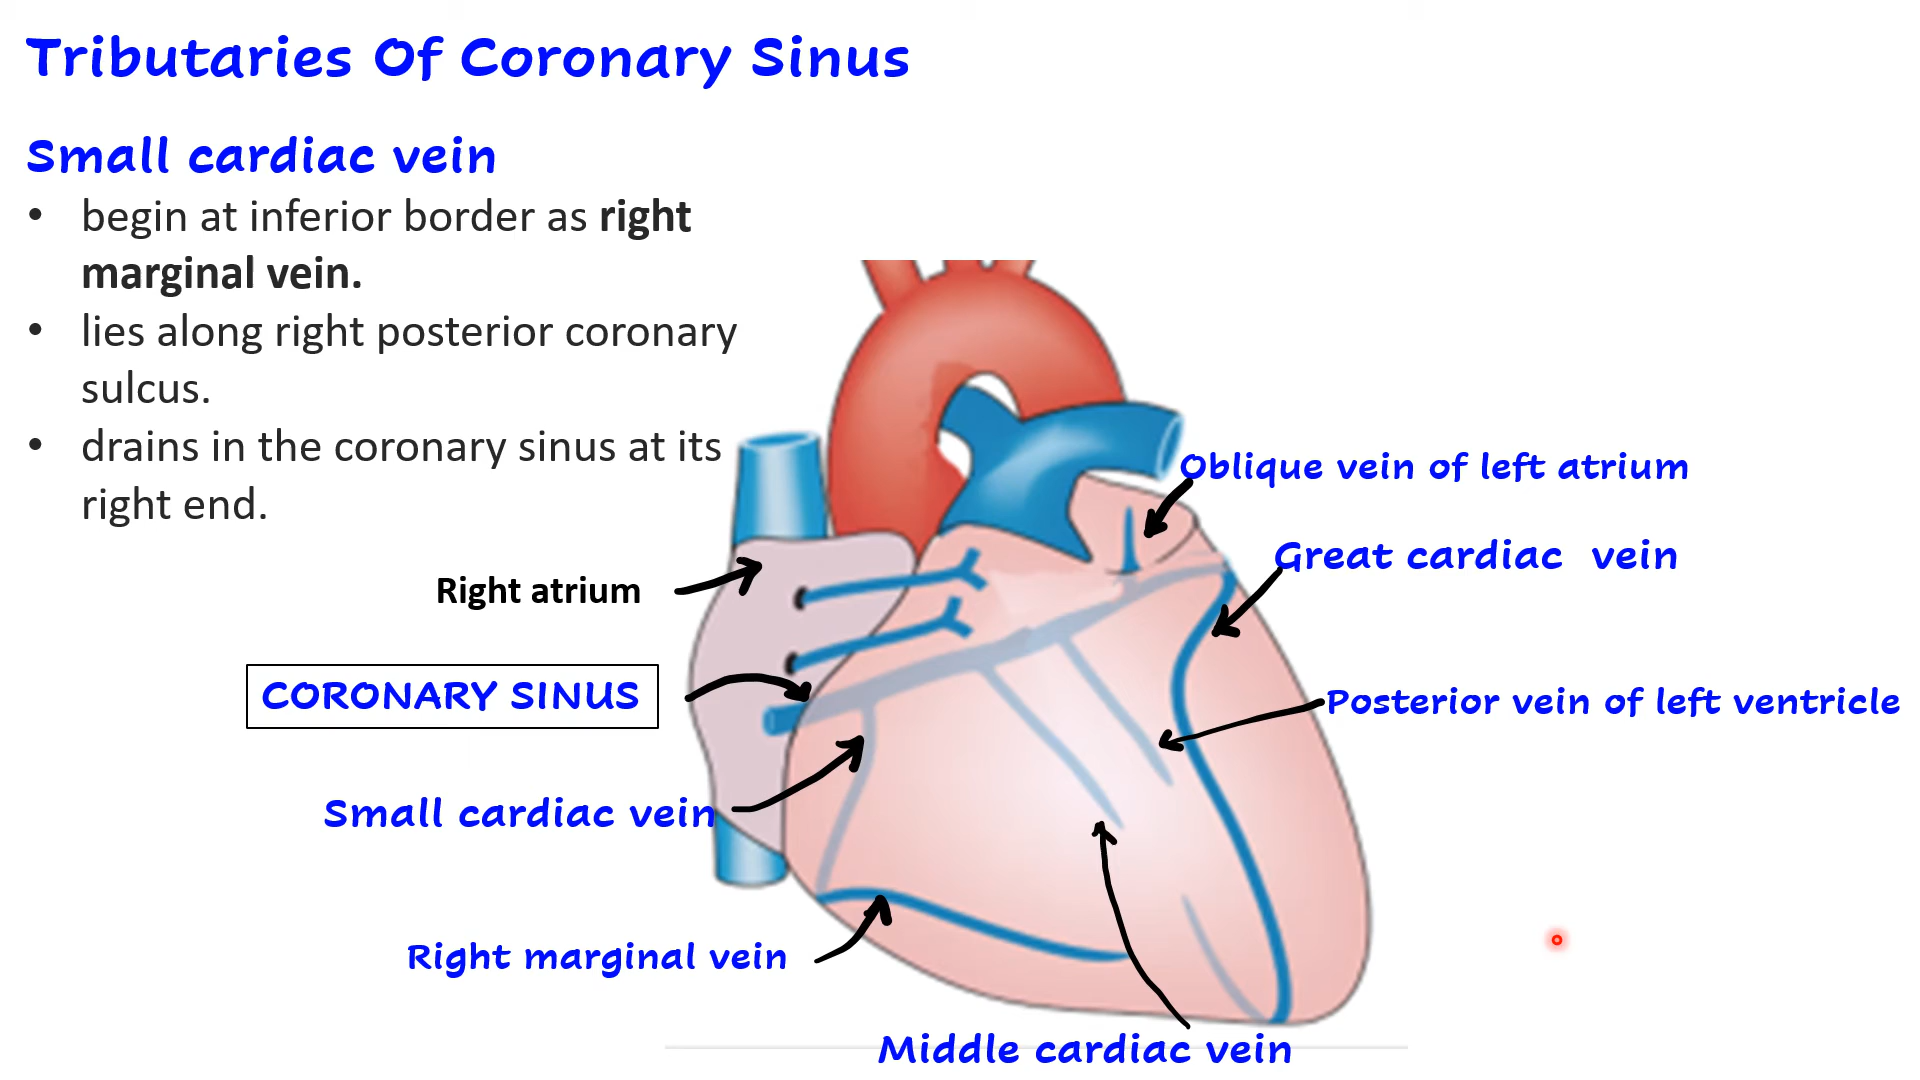 Tributaries Of Coronary Sinus
Small cardiac vein
• begin at inferior border as right
marginal vein.
• lies along right posterior coronary
sulcus.
• drains in the coronary sinus at its
right end.
Oblique vein of left atrium
Great cardiac vein
Right atrium
CORONARY SINUS
Posterior vein of left ventricle
Small cardiac vein
Right marginal vein
Middle cardiac vein